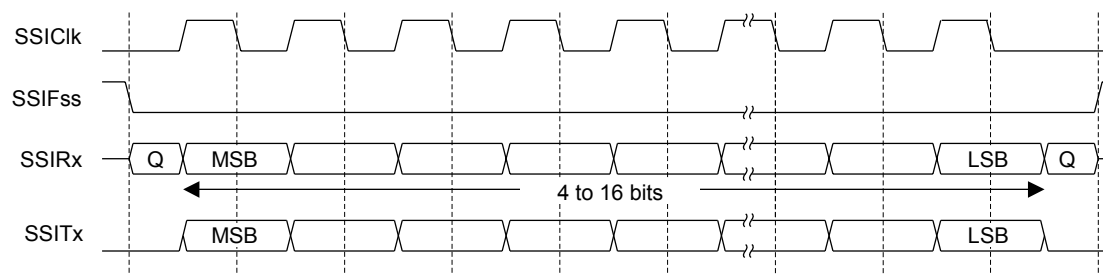 SSIClk
SSIFss
SSIRx Q MSB LSB Q
4 to 16 bits
SSITx MSB LSB